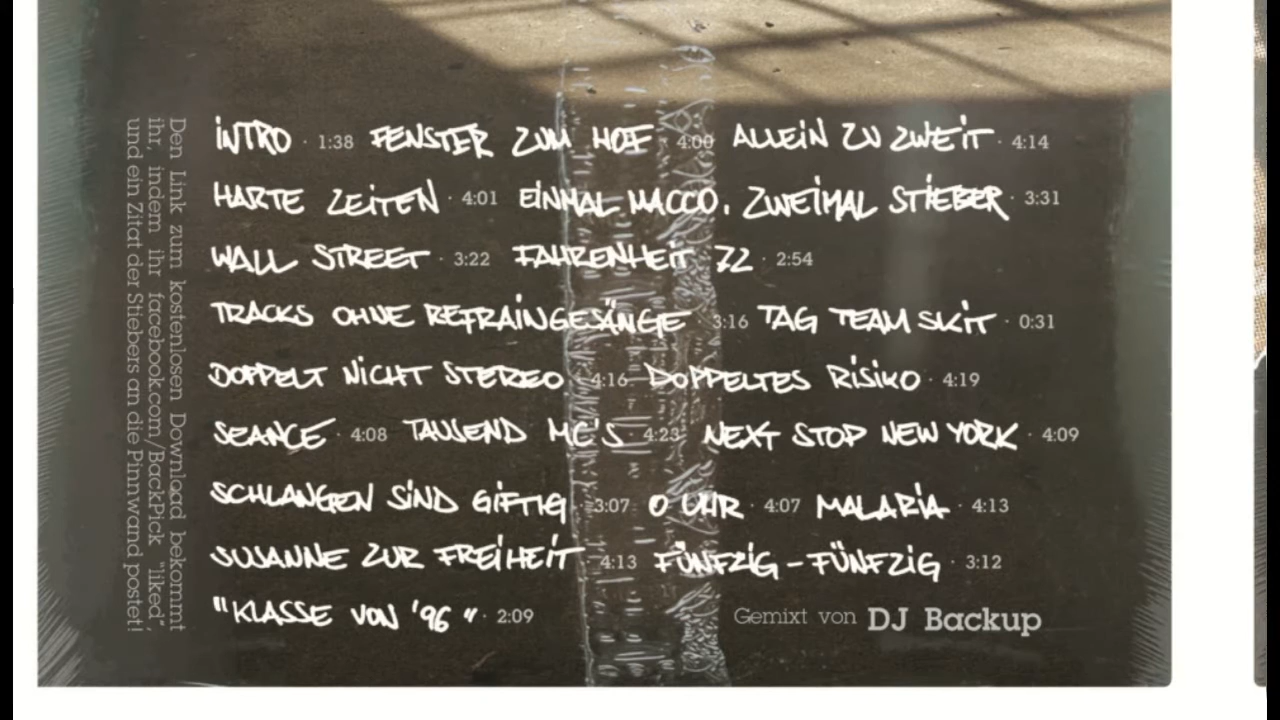 Den Link zum kostenlosen Download bekommt
ihr, indem ihr facebook.com/BackPick "liked",
und ein Zitat der Stiebers an die Pinnwand postet!
INTRO · 1:38 FENSTER ZUM HOF · 4:00 ALLEIN ZU ZWEIT · 4:14
HARTE ZEITEN · 4:01 EINMAL MACCO, ZWEIMAL STIEBER · 3:31
WALL STREET · 3:22 FAHRENHEIT 72 · 2:54
TRACKS OHNE REFRAINGESÄNGE · 3:16 TAG TEAM SKIT · 0:31
DOPPELT NICHT STEREO · 4:16 DOPPELTES RISIKO · 4:19
SEANCE · 4:08 TAUSEND MC'S · 4:23 NEXT STOP NEW YORK · 4:09
SCHLANGEN SIND GIFTIG · 3:07 0 UHR · 4:07 MALARIA · 4:13
SUSANNE ZUR FREIHEIT · 4:13 FÜNFZIG-FÜNFZIG · 3:12
"KLASSE VON '96" · 2:09 Gemixt von DJ Backup